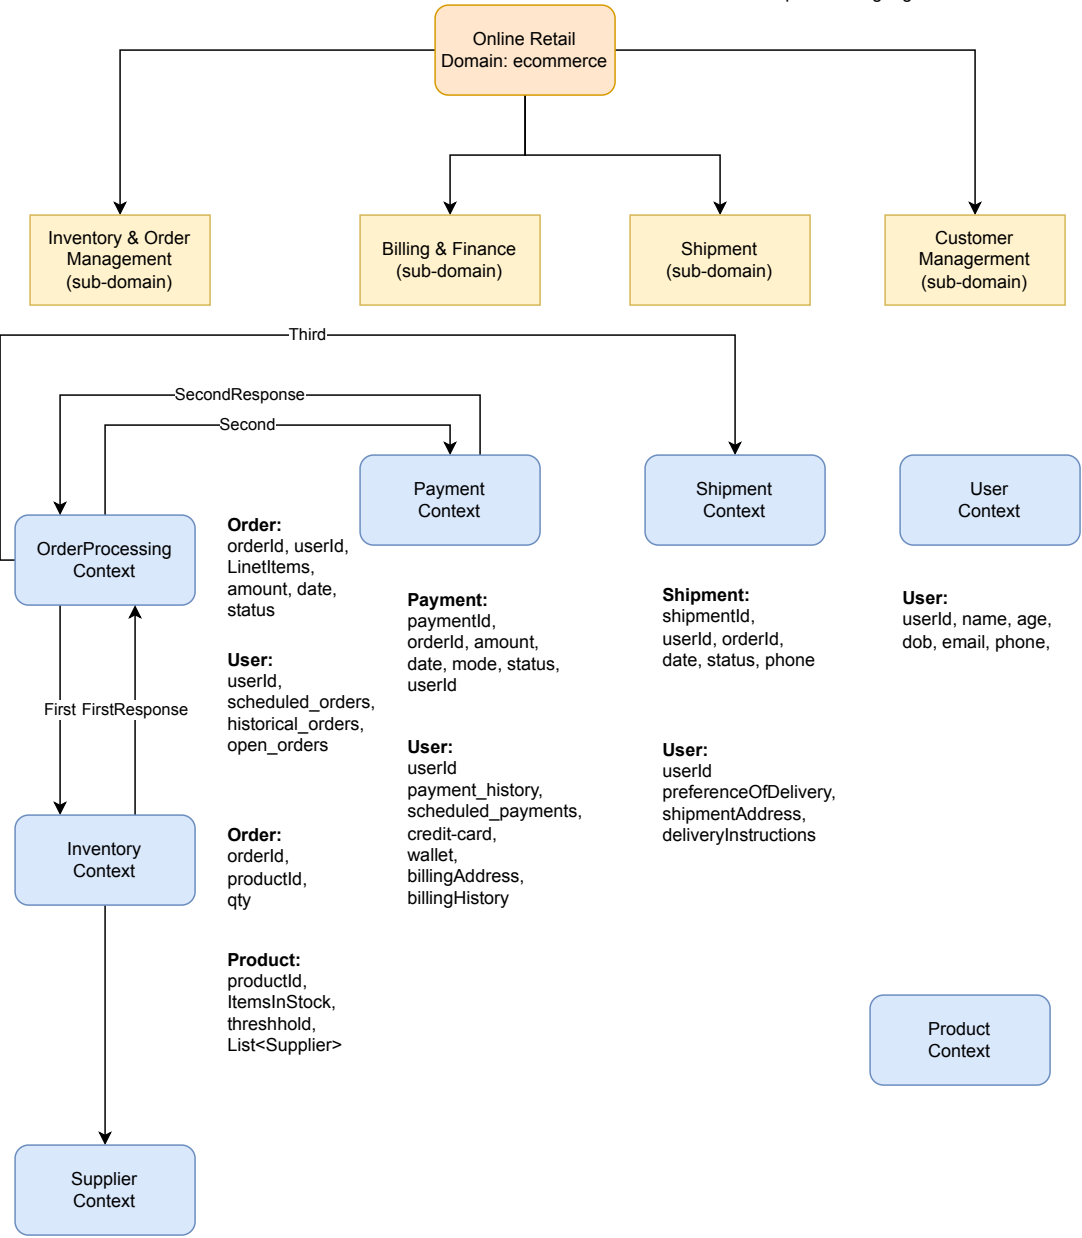 Online Retail
Domain: ecommerce
Inventory & Order
Management
(sub-domain)
Billing & Finance
(sub-domain)
Shipment
(sub-domain)
Customer
Managerment
(sub-domain)
Third
SecondResponse
Second
Payment
Context
Shipment
Context
User
Context
OrderProcessing
Context
Order:
orderId, userId,
LinetItems,
amount, date,
status
User:
userId,
scheduled_orders,
historical_orders,
open_orders
Payment:
paymentId,
orderId, amount,
date, mode, status,
userId
Shipment:
shipmentId,
userId, orderId,
date, status, phone
User:
userId, name, age,
dob, email, phone,
First
FirstResponse
User:
userId
payment_history,
scheduled_payments,
credit-card,
wallet,
billingAddress,
billingHistory
User:
userId
preferenceOfDelivery,
shipmentAddress,
deliveryInstructions
Inventory
Context
Order:
orderId,
productId,
qty
Product:
productId,
ItemsInStock,
threshhold,
List<Supplier>
Product
Context
Supplier
Context